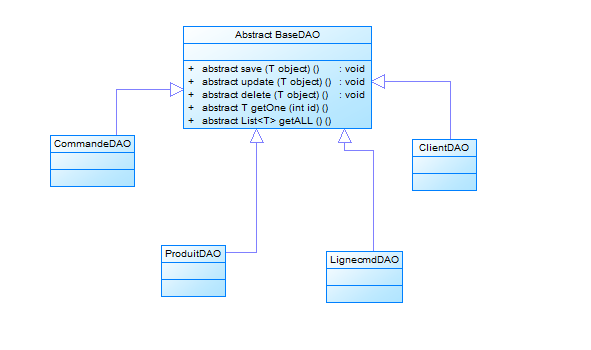 Abstract BaseDAO
+ abstract save (T object) () : void
+ abstract update (T object) () : void
+ abstract delete (T object) () : void
+ abstract T getOne (int id) ()
+ abstract List<T> getALL () ()
CommandeDAO
ClientDAO
ProduitDAO
LignecmdDAO